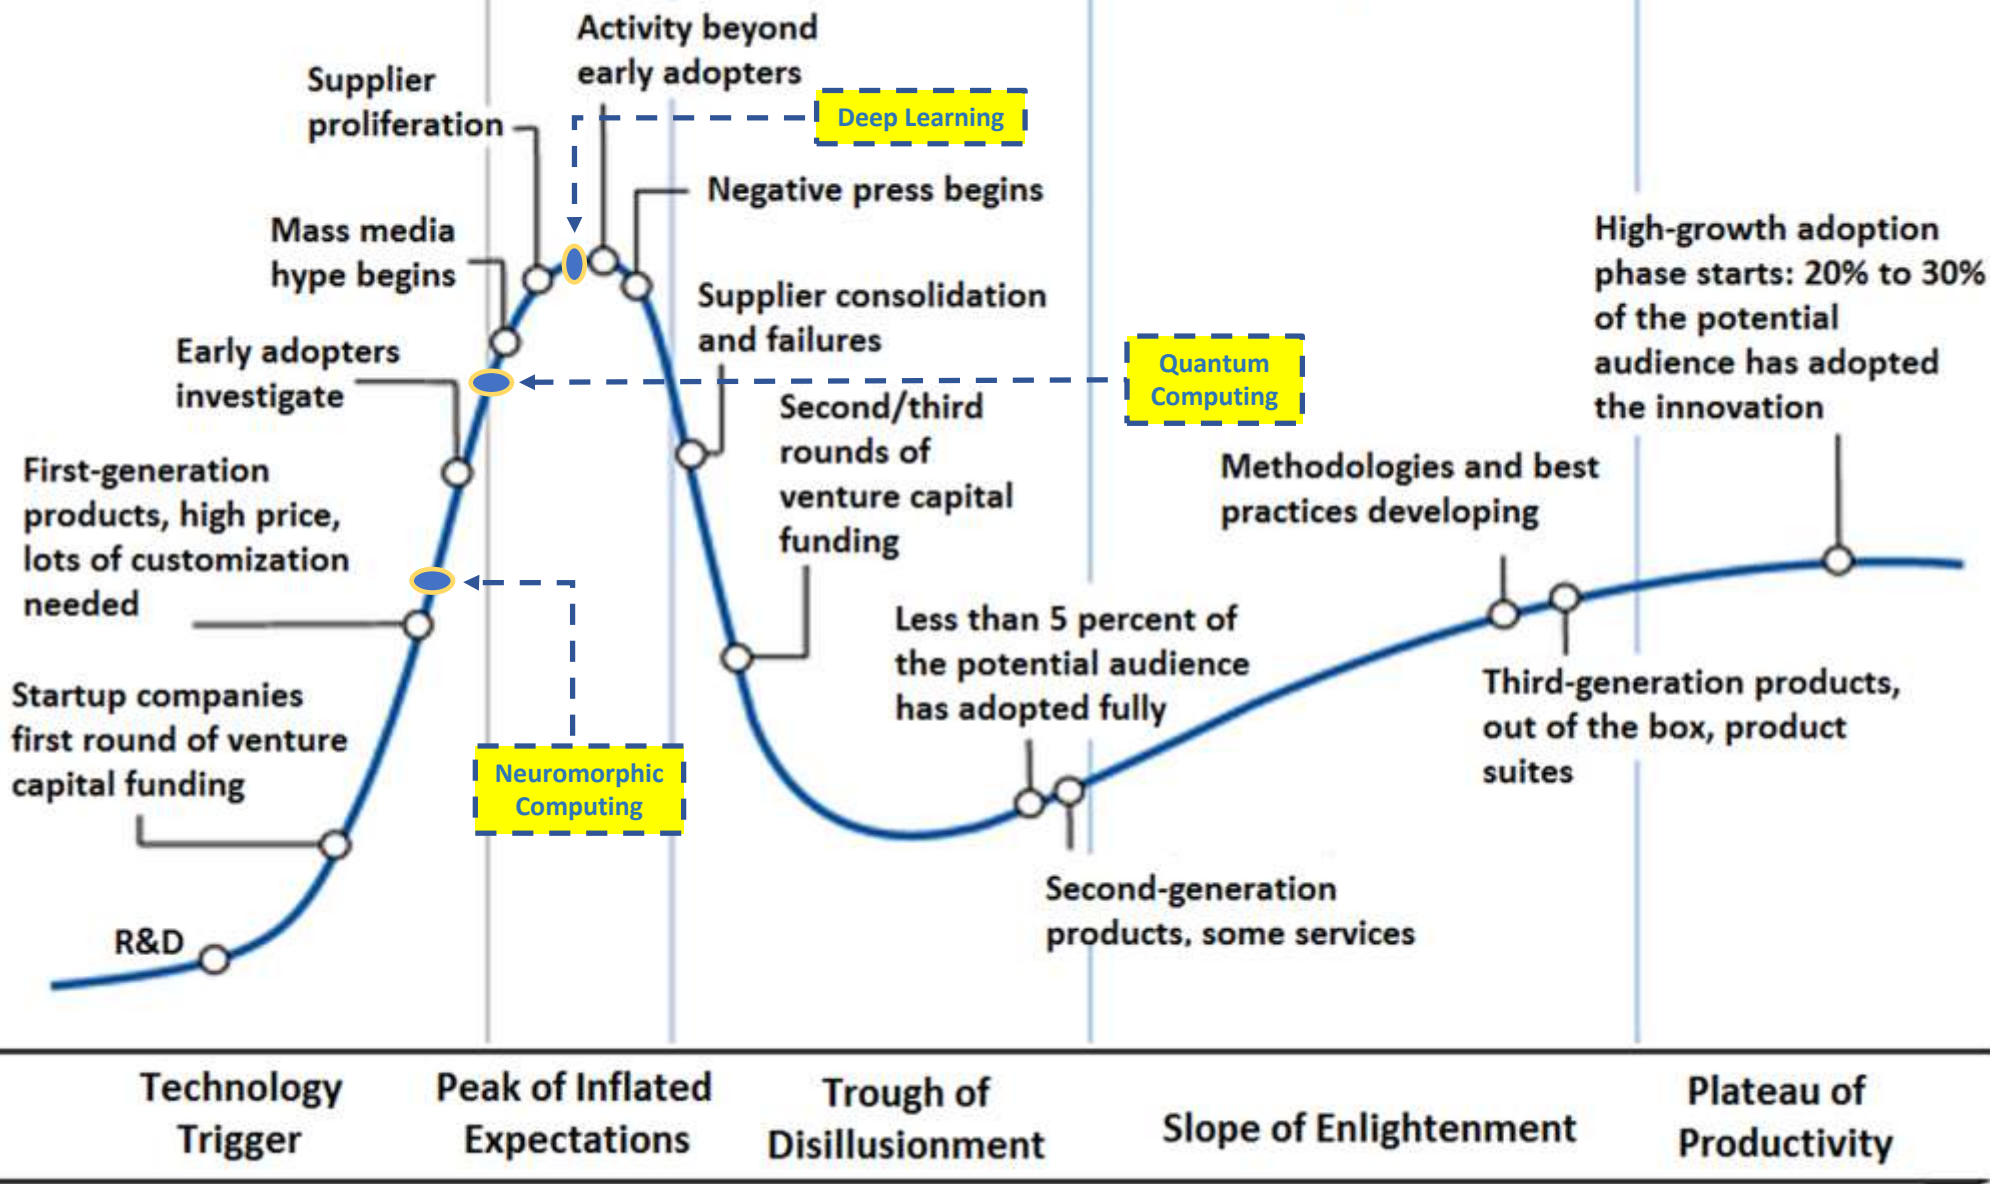 Activity beyond
early adopters
Supplier
proliferation
Deep Learning
Negative press begins
Mass media
hype begins
High-growth adoption
phase starts: 20% to 30%
of the potential
audience has adopted
the innovation
Supplier consolidation
and failures
Early adopters
investigate
Quantum
Computing
Second/third
rounds of
venture capital
funding
First-generation
products, high price,
lots of customization
needed
Methodologies and best
practices developing
Less than 5 percent of
the potential audience
has adopted fully
Startup companies
first round of venture
capital funding
Third-generation products,
out of the box, product
suites
Neuromorphic
Computing
Second-generation
products, some services
R&D
Technology
Trigger
Peak of Inflated
Expectations
Trough of
Disillusionment
Slope of Enlightenment
Plateau of
Productivity